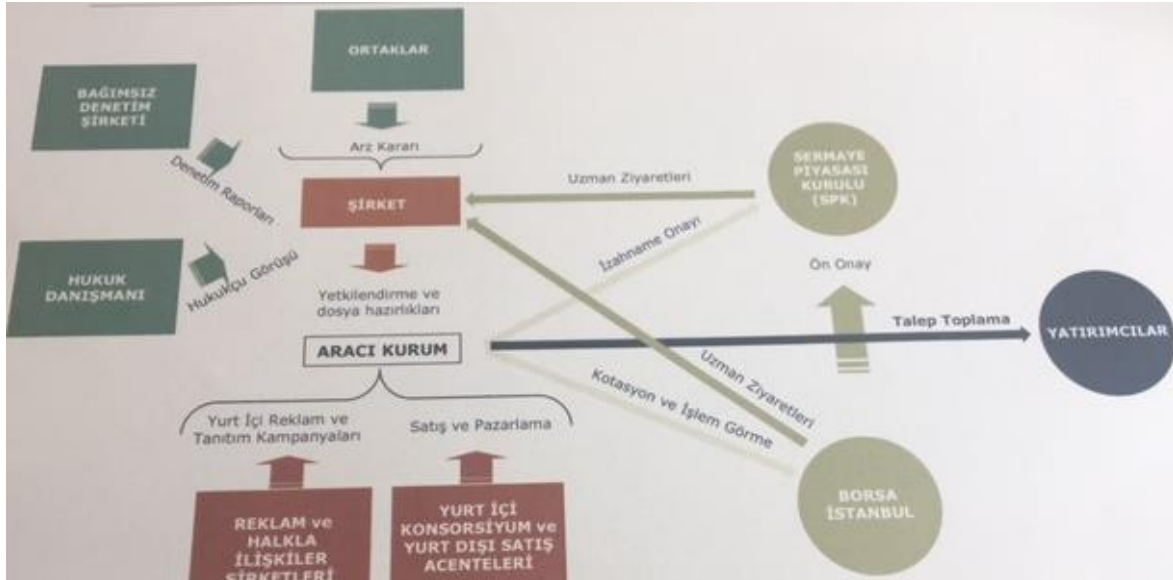 ORTAKLAR
BAĞIMSIZ
DENETİM
ŞİRKETİ
Arz Kararı
Denetim Raporları
ŞİRKET
Uzman Ziyaretleri
SERMAYE
PİYASASI
KURULU
(SPK)
HUKUK
DANIŞMANI
Hukukçu Görüşü
İzahname Onayı
Ön Onay
Yetkilendirme ve
dosya hazırlıkları
ARACI KURUM
Talep Toplama
YATIRIMCILAR
Uzman Ziyaretleri
Kotasyon ve İşlem Görme
Yurt İçi Reklam ve
Tanıtım Kampanyaları
Satış ve Pazarlama
BORSA
İSTANBUL
REKLAM ve
HALKLA
İLİŞKİLER
ŞİRKETLERİ
YURT İÇİ
KONSORSİYUM ve
YURT DIŞI SATIŞ
ACENTELERİ